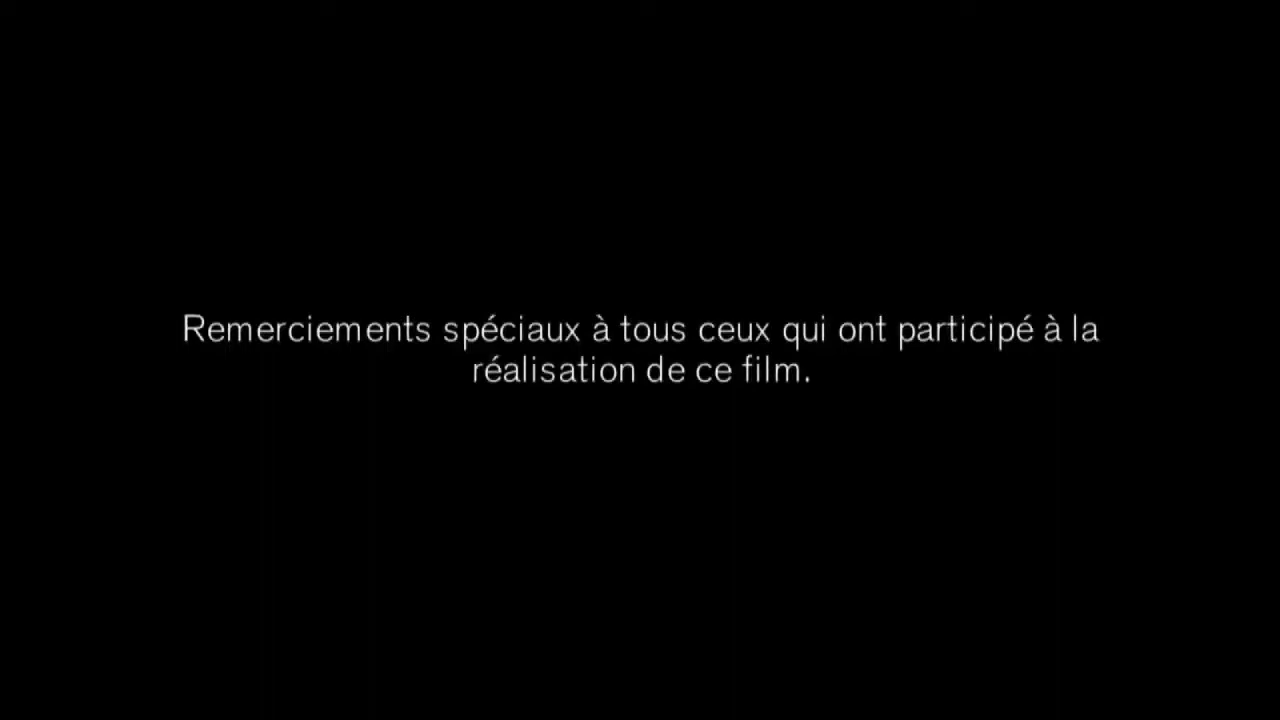 Remerciements spéciaux à tous ceux qui ont participé à la
réalisation de ce film.